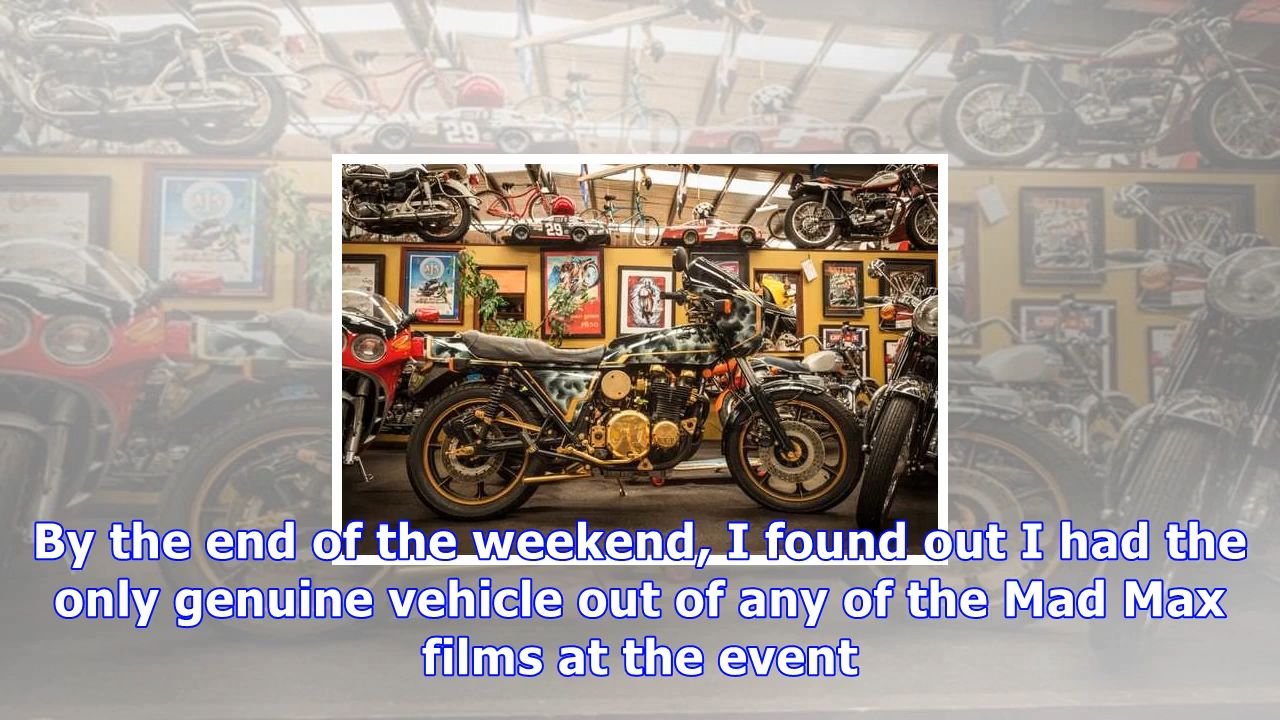 29
By the end of the weekend, I found out I had the
only genuine vehicle out of any of the Mad Max
films at the event